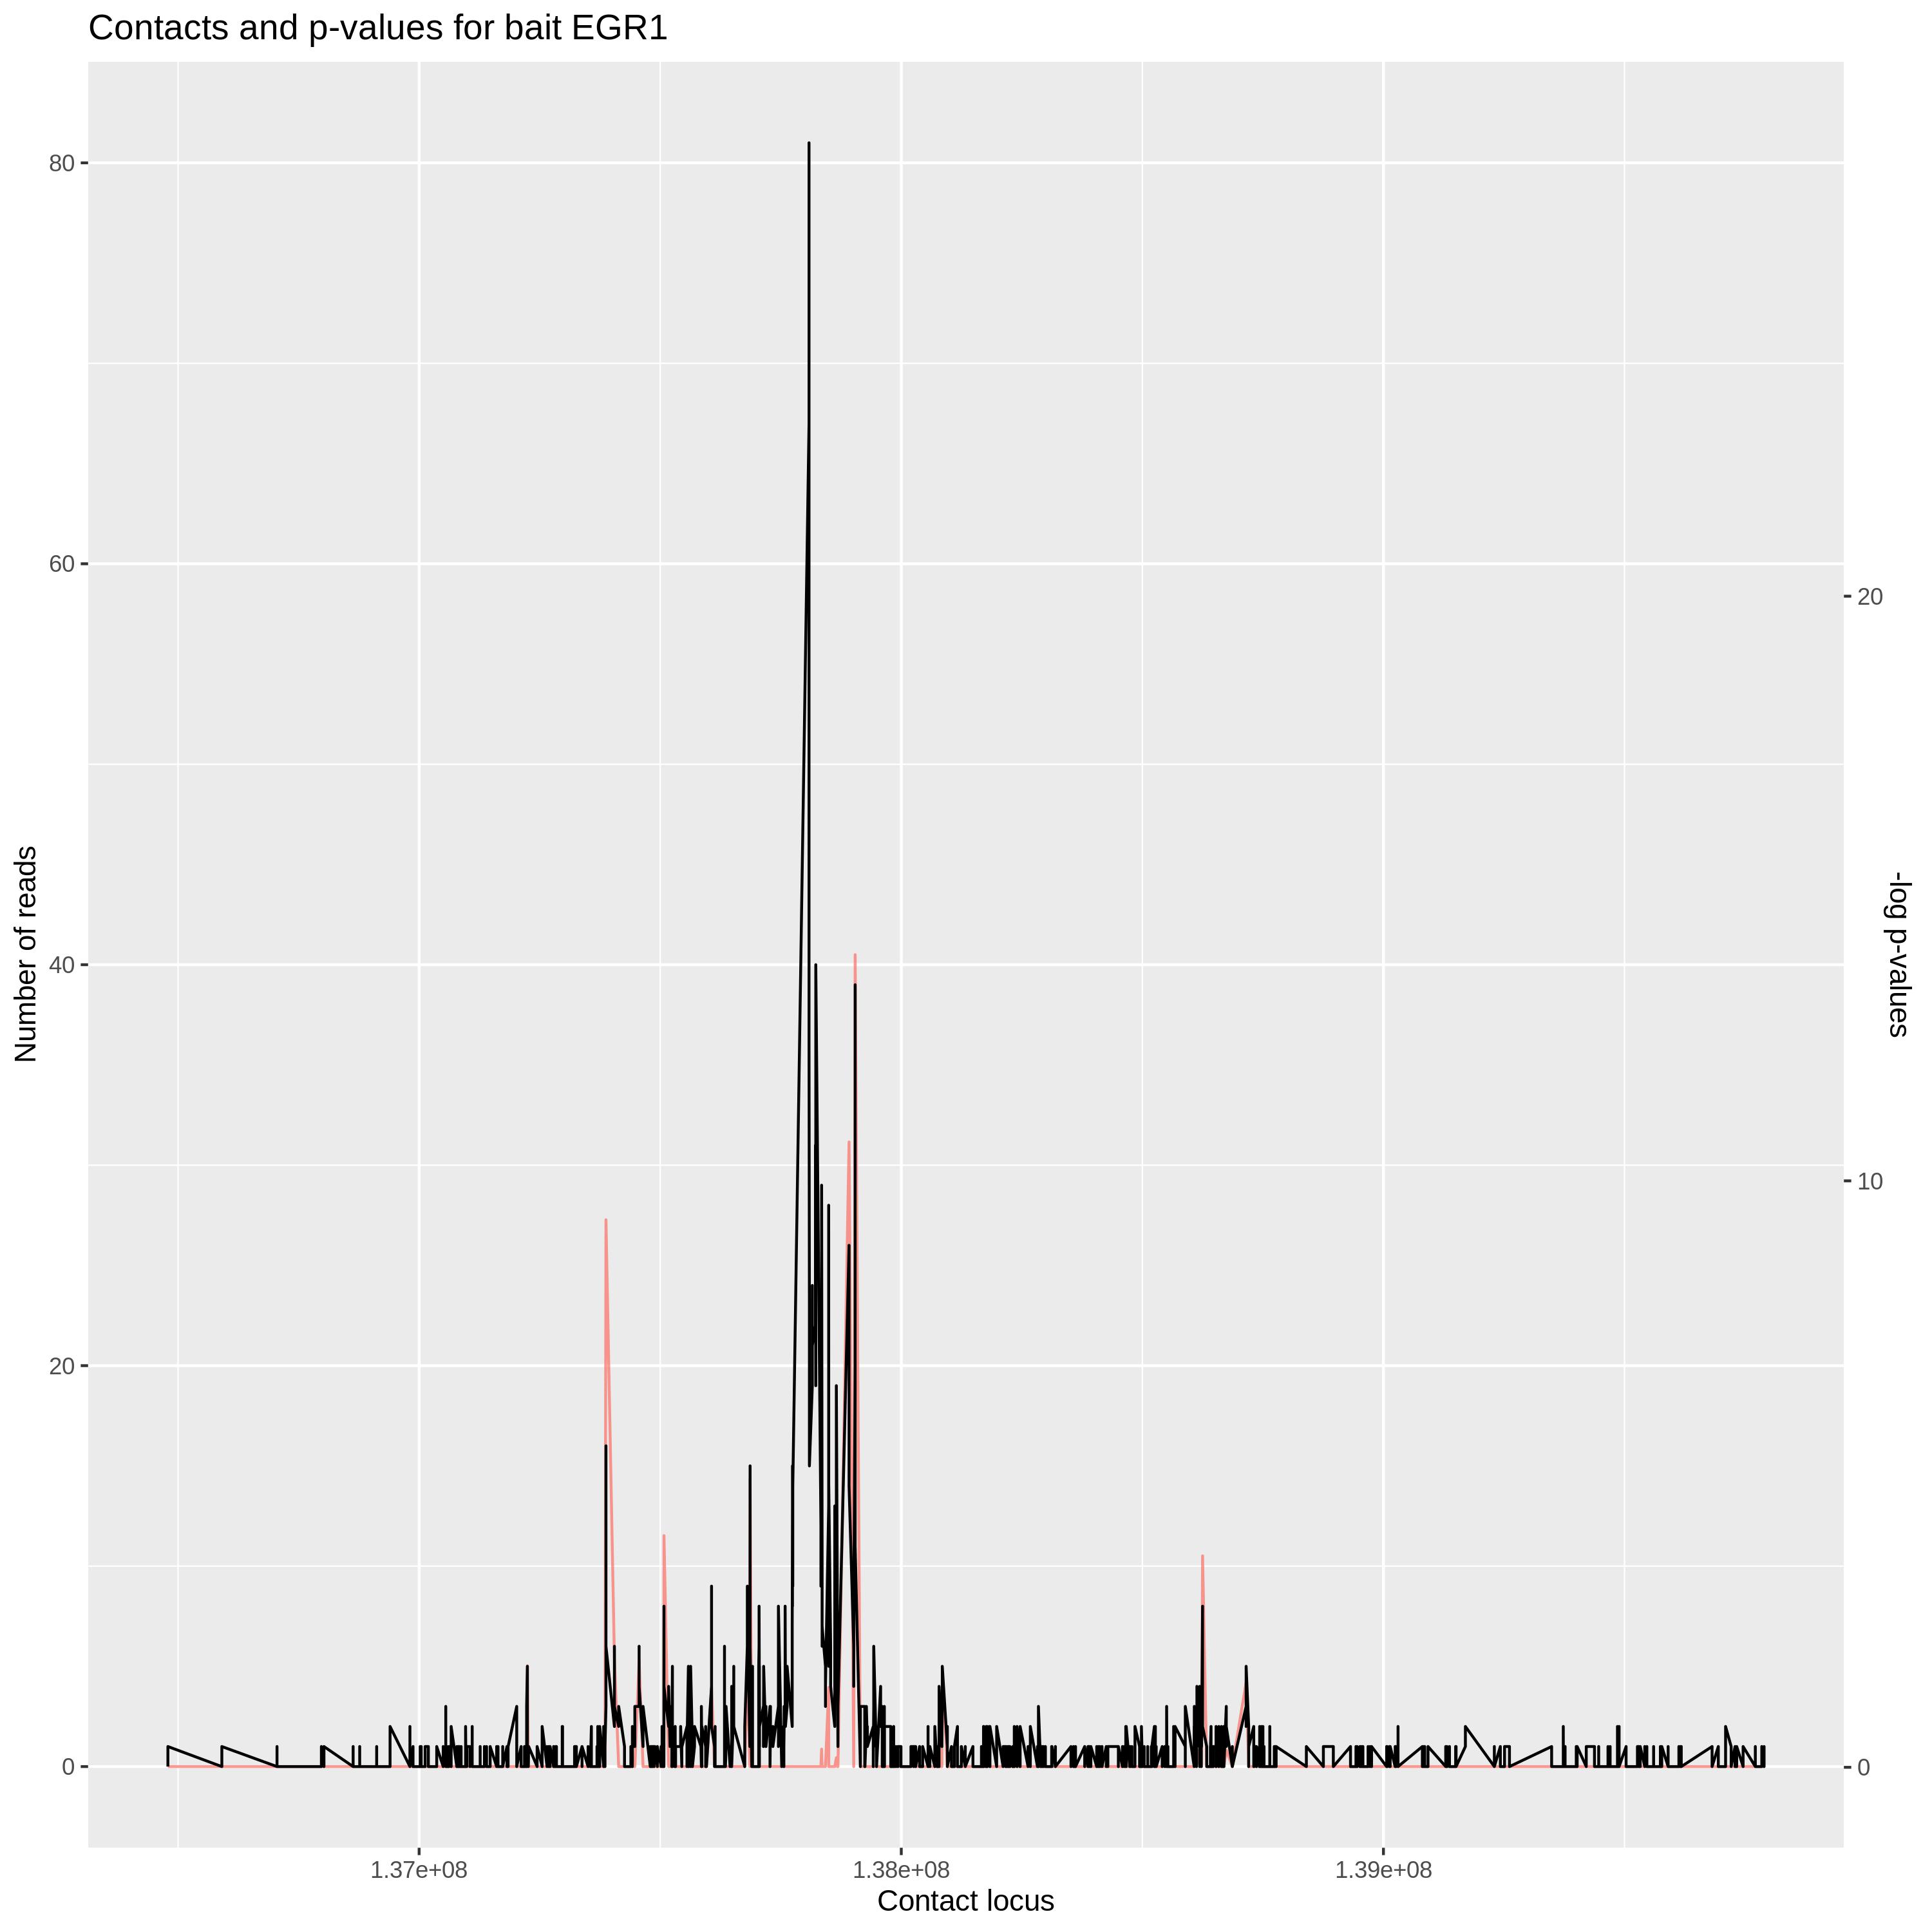 Contacts and p-values for bait EGR1
80
60
40
20
0
Number of reads
20
10
0
-log p-values
1.37e+08
1.38e+08
1.39e+08
Contact locus